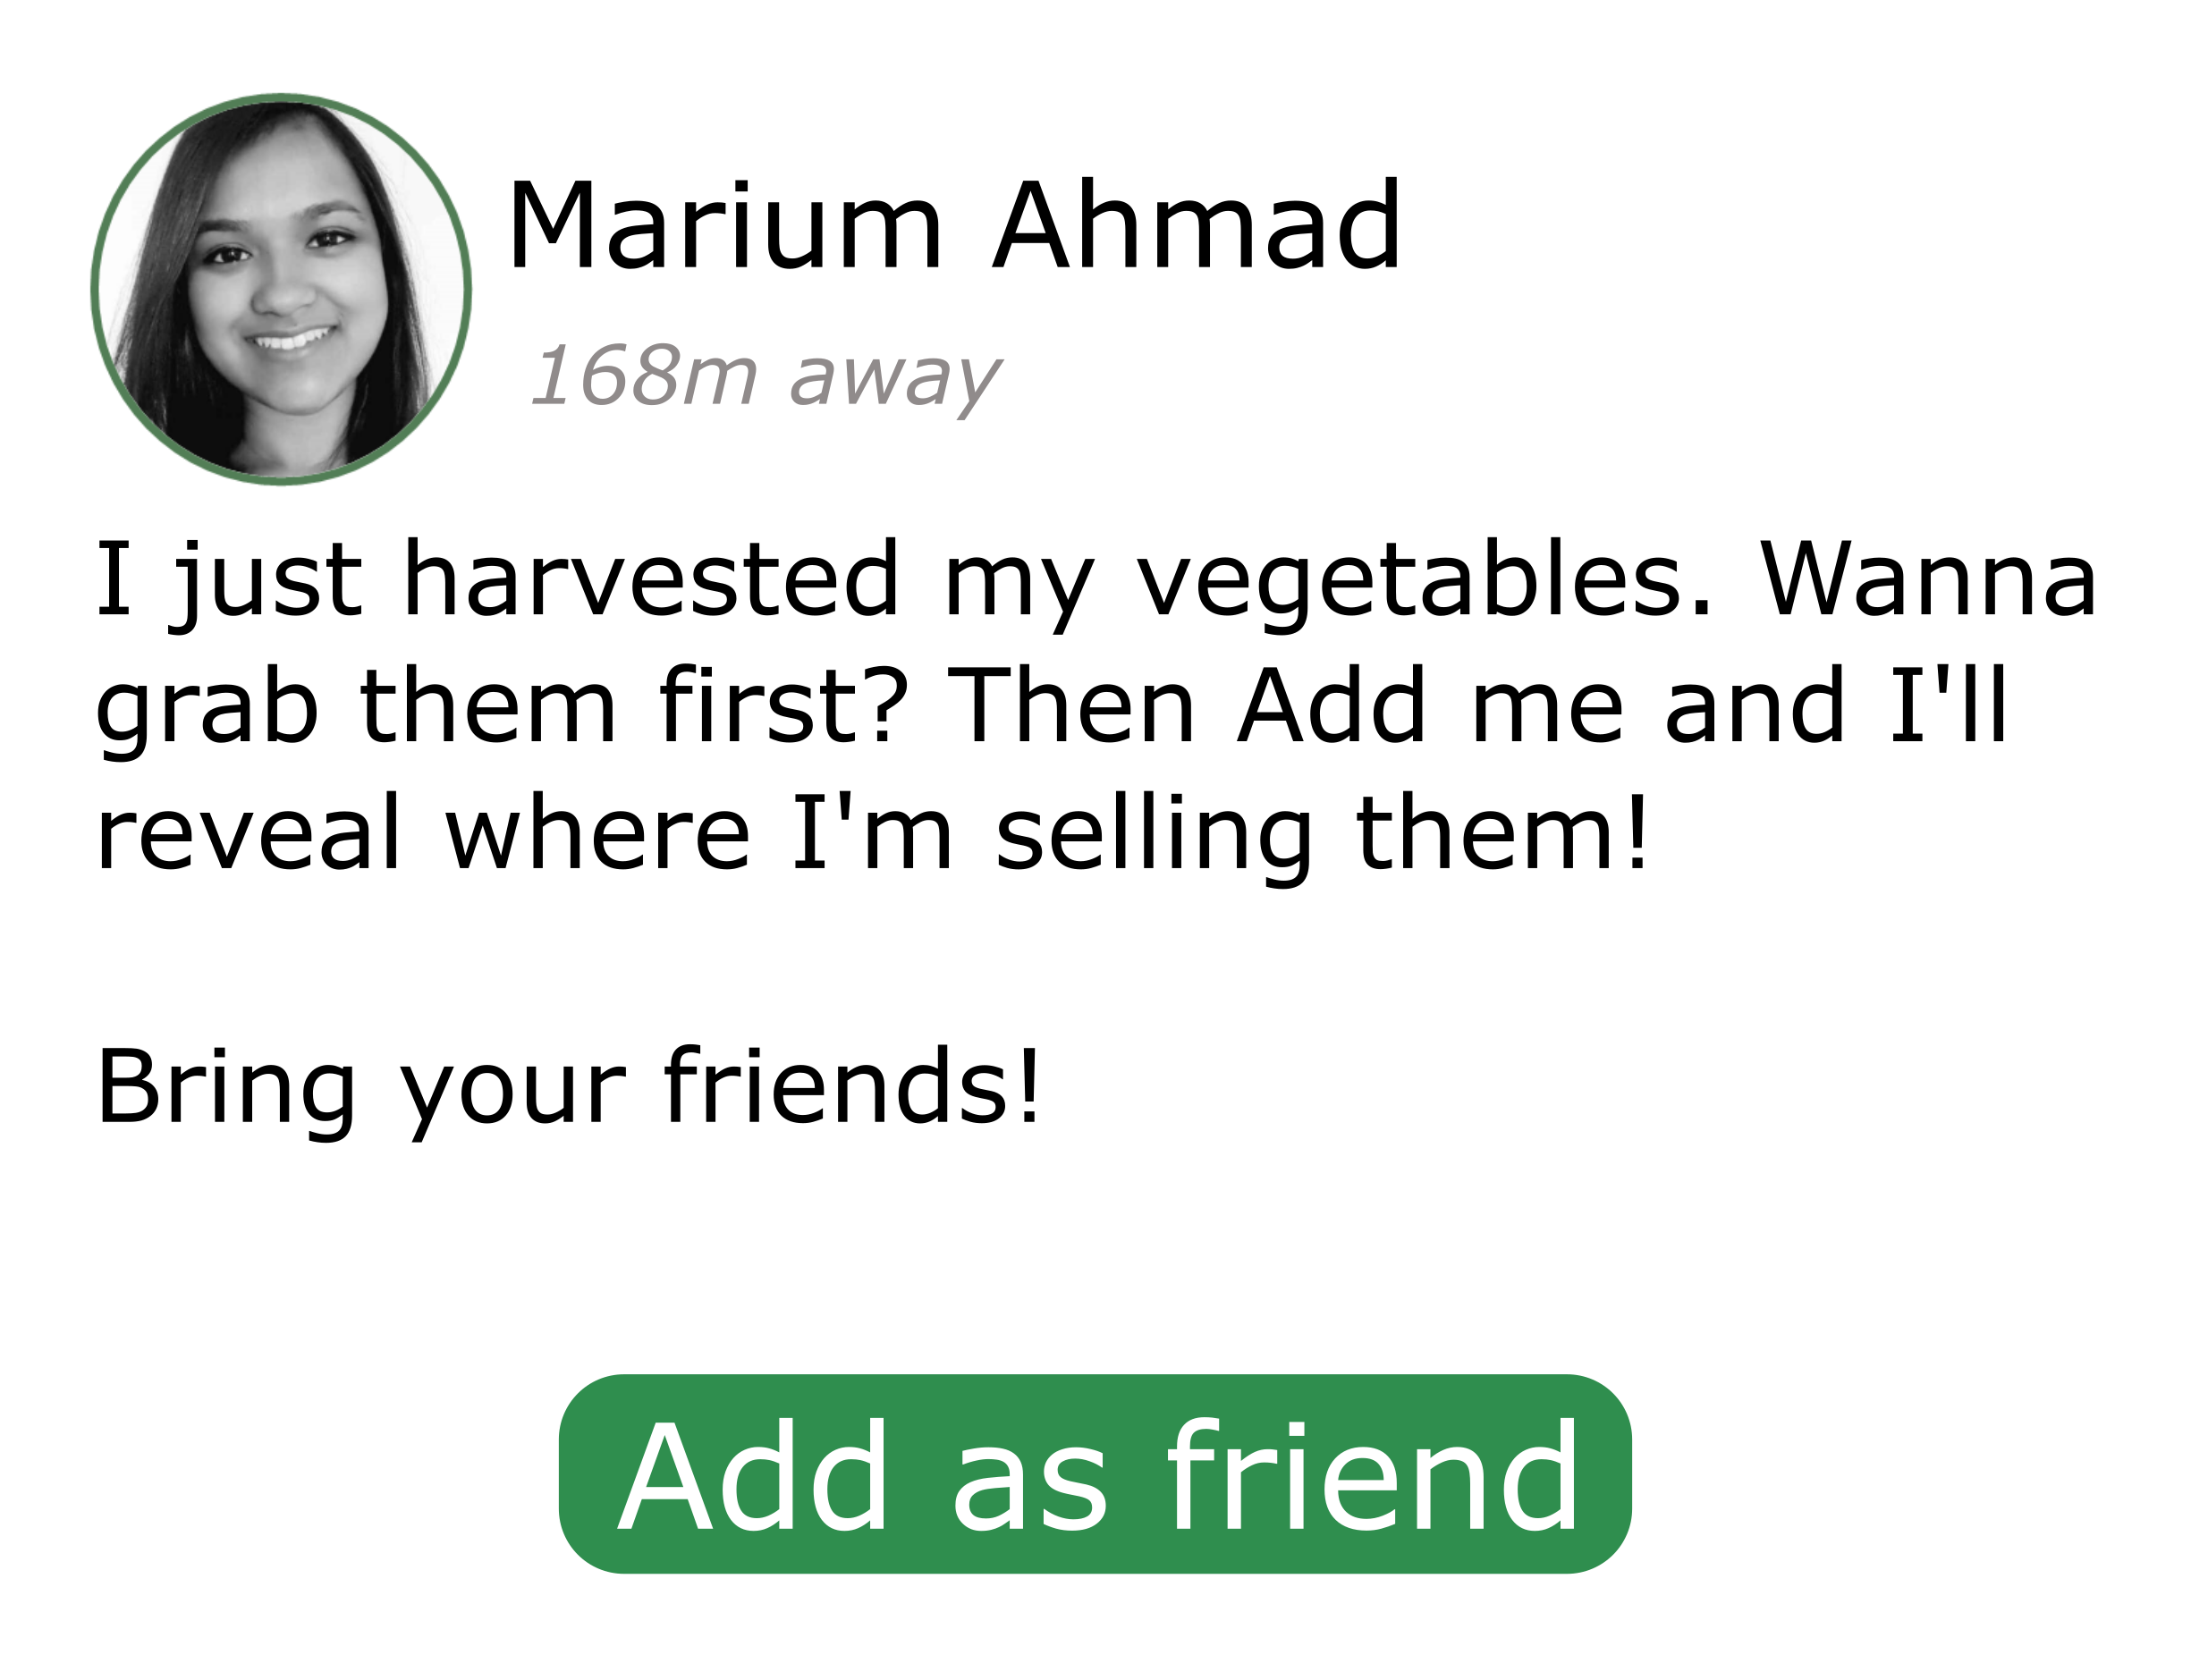 Marium Ahmad
168m away
I just harvested my vegetables. Wanna
grab them first? Then Add me and I'll
reveal where I'm selling them!
Bring your friends!
Add as friend